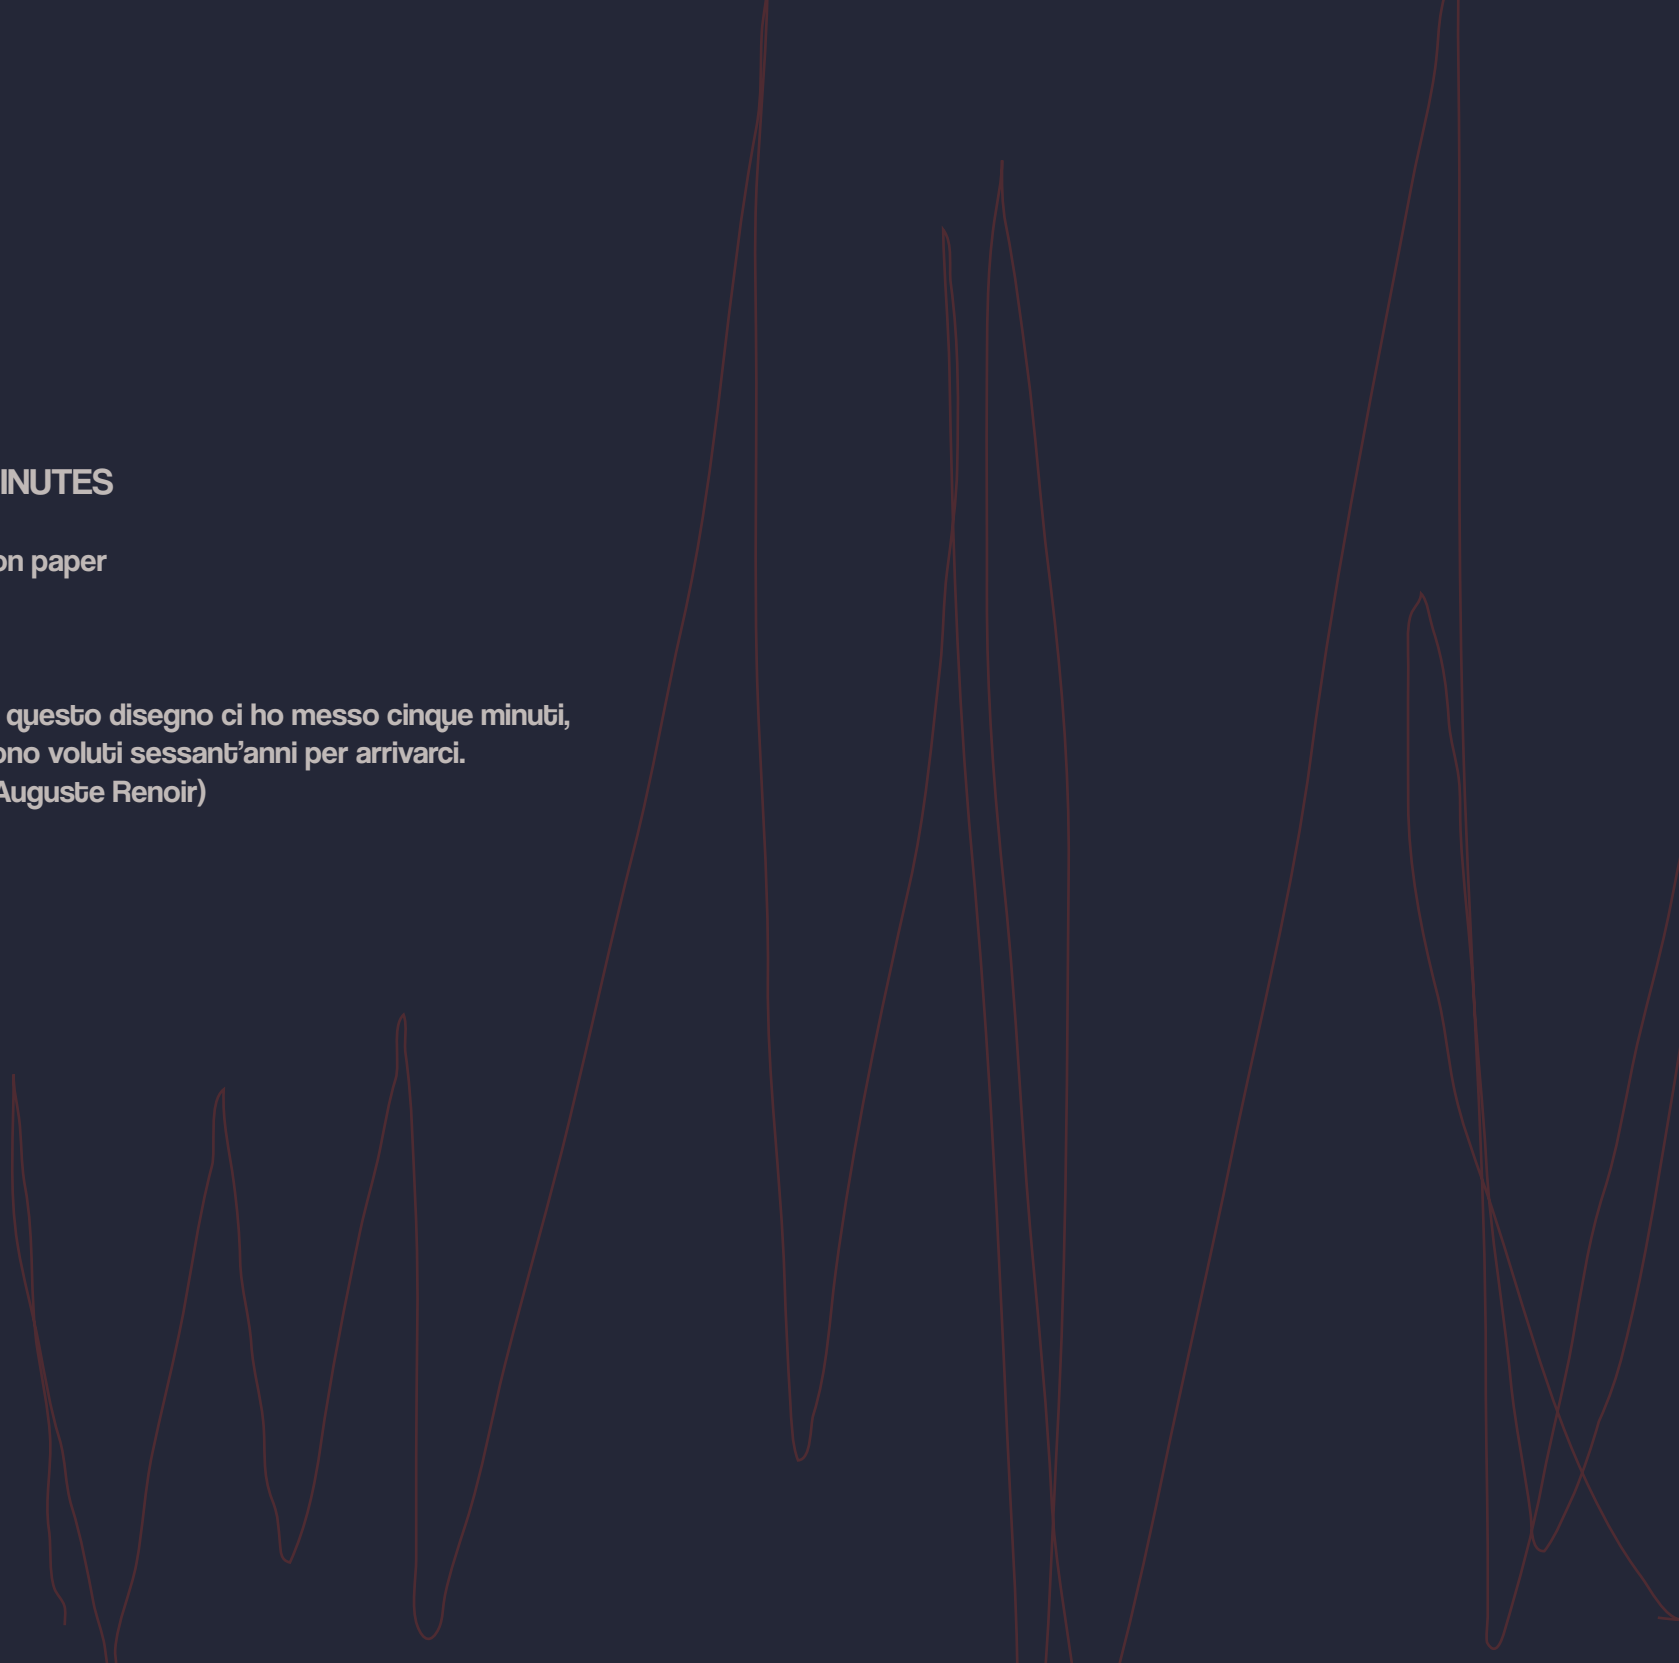 INUTES
on paper
questo disegno ci ho messo cinque minuti,
ono voluti sessant’anni per arrivarci.
Auguste Renoir)